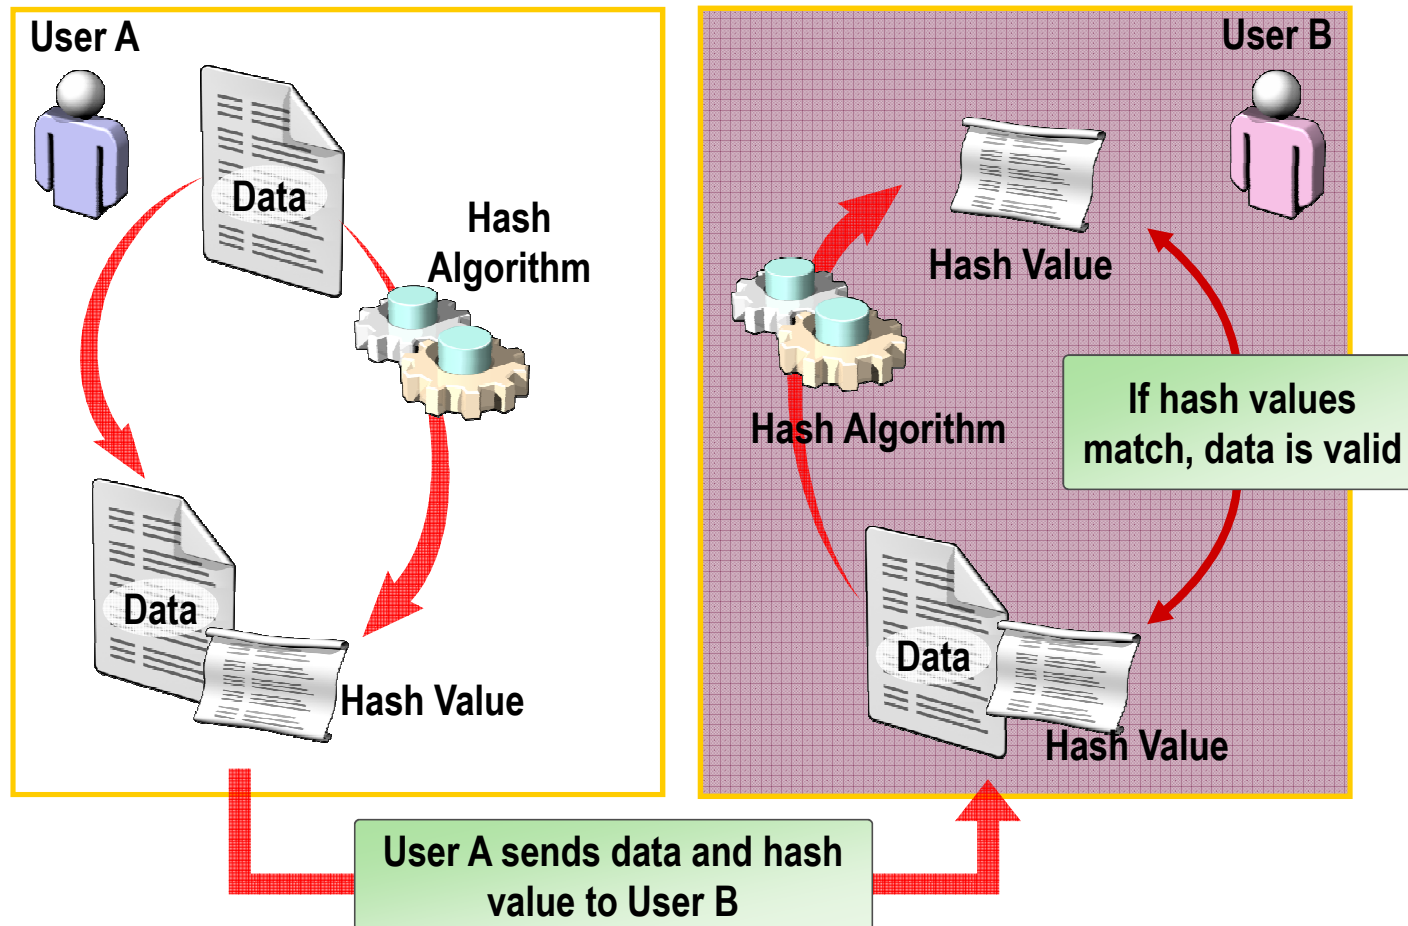 User A
Data
Hash
Algorithm
Data
Hash Value
User B
Hash Value
Hash Algorithm
If hash values
match, data is valid
Data
Hash Value
User A sends data and hash
value to User B